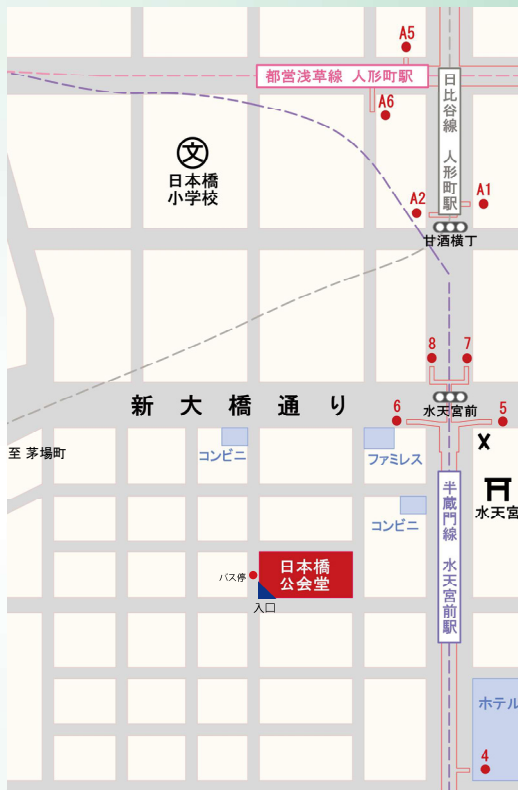 A5
都営浅草線 人形町駅
日比谷線 人形町駅
A6
文
日本橋
小学校
A2
A1
甘酒横丁
8
7
新大橋通り
6
水天宮前
5
至 茅場町
コンビニ
ファミレス
水天宮
コンビニ
半蔵門線 水天宮前駅
日本橋
公会堂
バス停
入口
ホテル
4